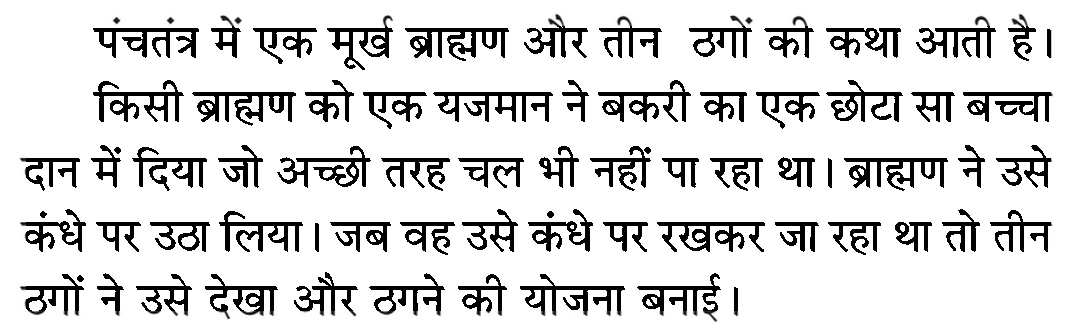 पंचतंत्र में एक मूर्ख ब्राह्मण और तीन ठगों की कथा आती है।
किसी ब्राह्मण को एक यजमान ने बकरी का एक छोटा सा बच्चा
दान में दिया जो अच्छी तरह चल भी नहीं पा रहा था। ब्राह्मण ने उसे
कंधे पर उठा लिया। जब वह उसे कंधे पर रखकर जा रहा था तो तीन
ठगों ने उसे देखा और ठगने की योजना बनाई।